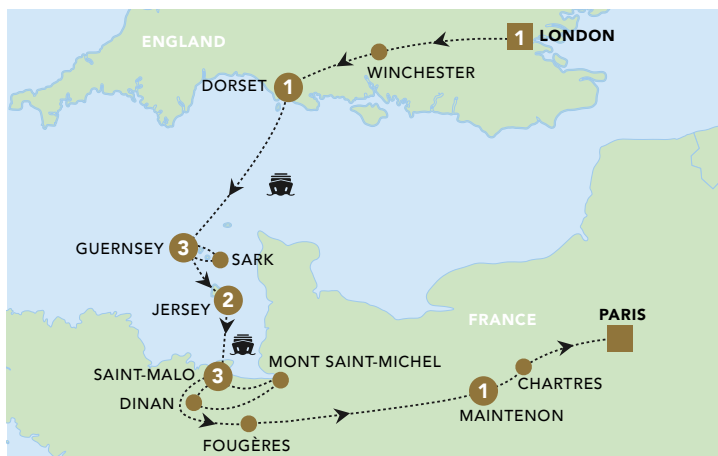 ENGLAND
1 LONDON
WINCHESTER
DORSET 1
GUERNSEY 3
SARK
JERSEY 2
FRANCE
PARIS
SAINT-MALO 3
MONT SAINT-MICHEL
DINAN
FOUGÈRES
1
MAINTENON
CHARTRES